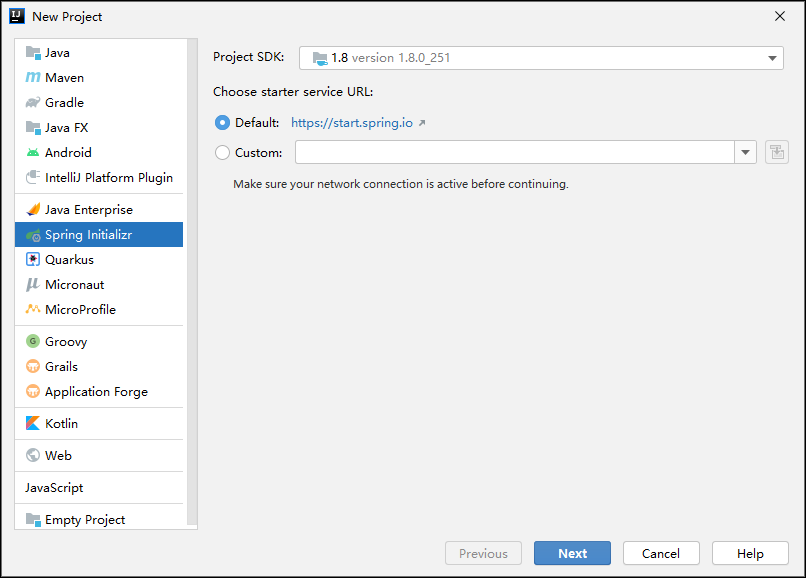 New Project
Java
Maven
Gradle
Java FX
Android
IntelliJ Platform Plugin
Java Enterprise
Spring Initializr
Quarkus
Micronaut
MicroProfile
Groovy
Grails
Application Forge
Kotlin
Web
JavaScript
Empty Project
Project SDK: 1.8 version 1.8.0_251
Choose starter service URL:
Default: https://start.spring.io
Custom:
Make sure your network connection is active before continuing.
Previous Next Cancel Help